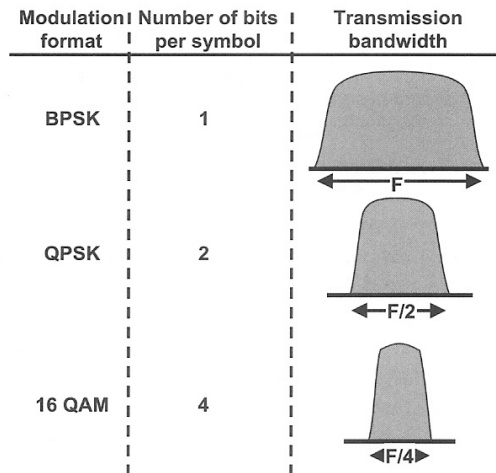 Modulation format Number of bits per symbol Transmission bandwidth
BPSK 1
F
QPSK 2
F/2
16 QAM 4
F/4